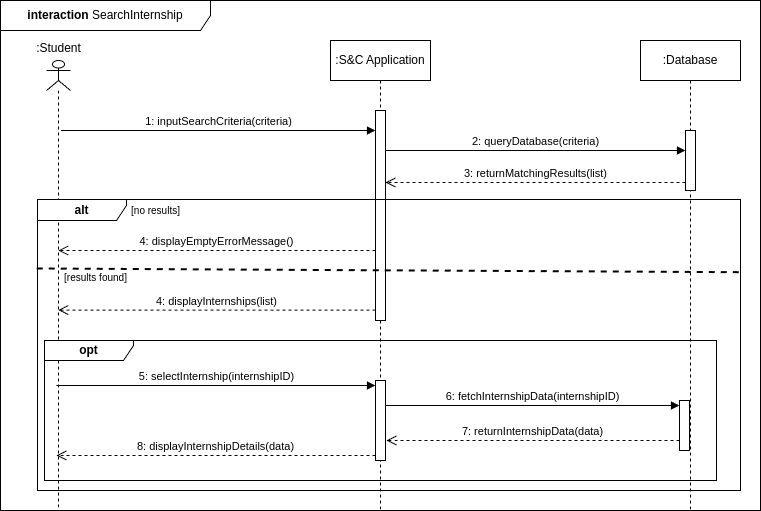 interaction SearchInternship
:Student
:S&C Application
:Database
1: inputSearchCriteria(criteria)
2: queryDatabase(criteria)
3: returnMatchingResults(list)
alt
[no results]
4: displayEmptyErrorMessage()
[results found]
4: displayInternships(list)
opt
5: selectInternship(internshipID)
6: fetchInternshipData(internshipID)
7: returnInternshipData(data)
8: displayInternshipDetails(data)